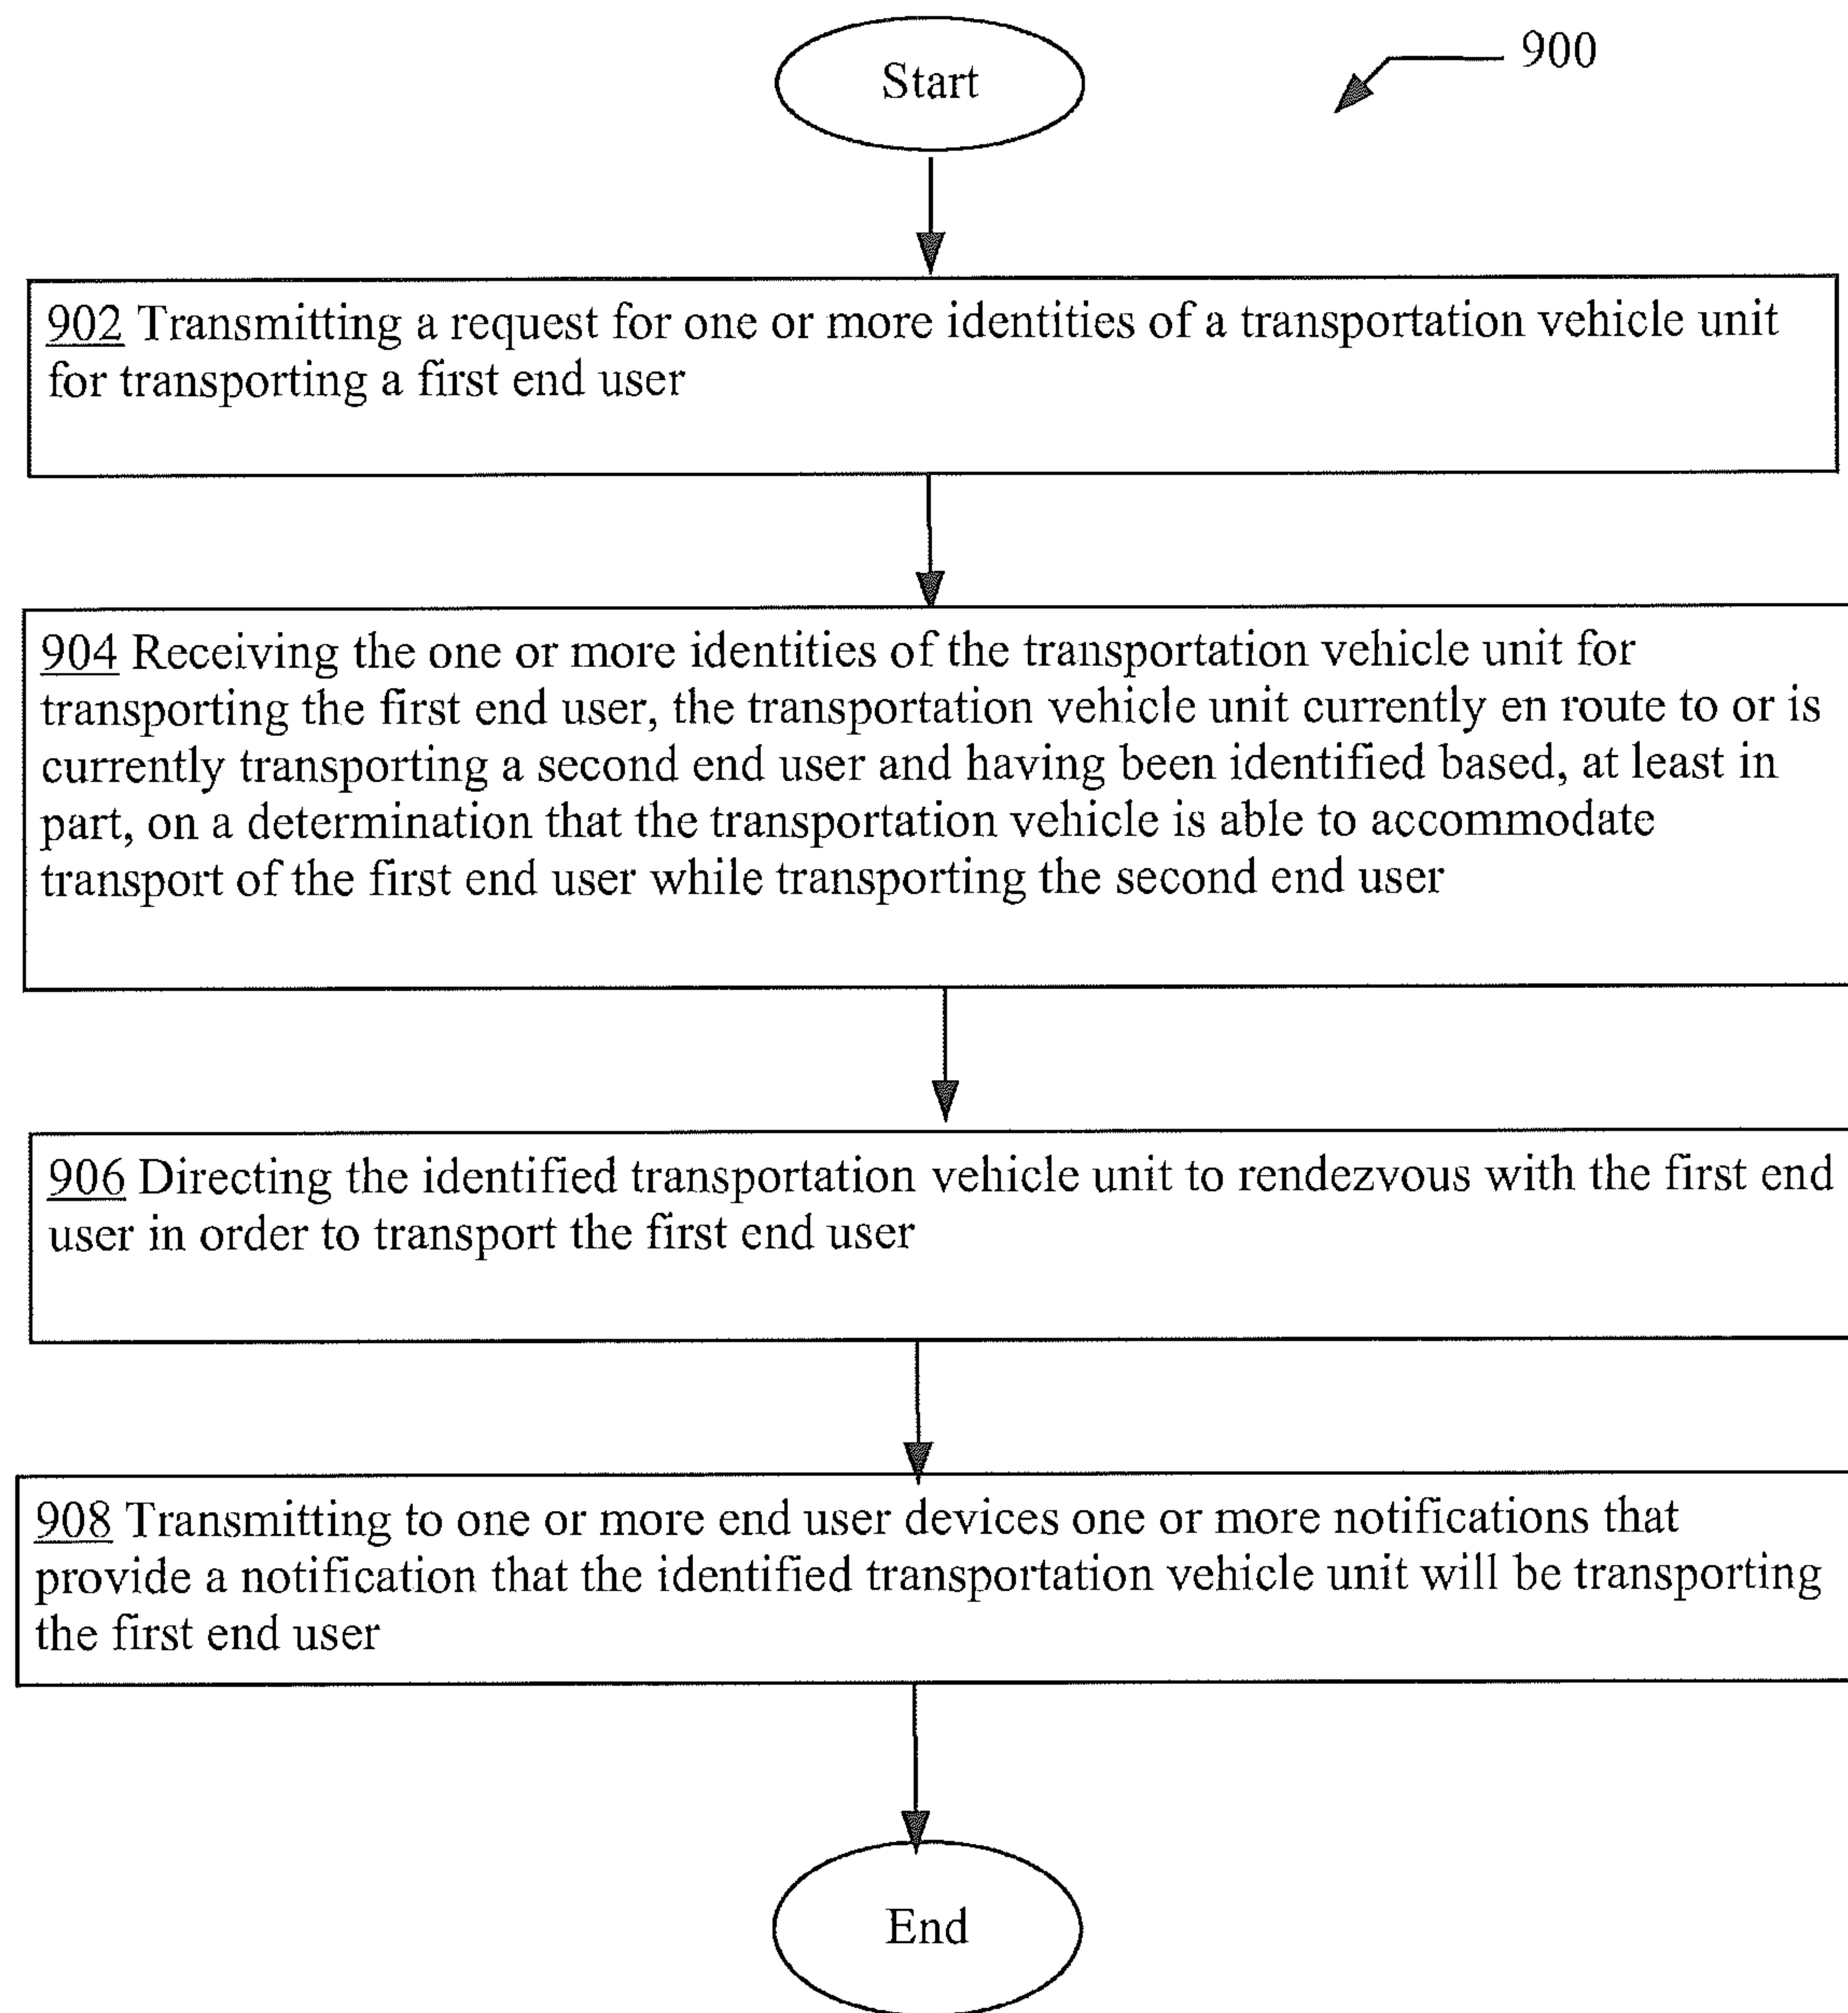 Start
900
902 Transmitting a request for one or more identities of a transportation vehicle unit
for transporting a first end user
904 Receiving the one or more identities of the transportation vehicle unit for
transporting the first end user, the transportation vehicle unit currently en route to or is
currently transporting a second end user and having been identified based, at least in
part, on a determination that the transportation vehicle is able to accommodate
transport of the first end user while transporting the second end user
906 Directing the identified transportation vehicle unit to rendezvous with the first end
user in order to transport the first end user
908 Transmitting to one or more end user devices one or more notifications that
provide a notification that the identified transportation vehicle unit will be transporting
the first end user
End